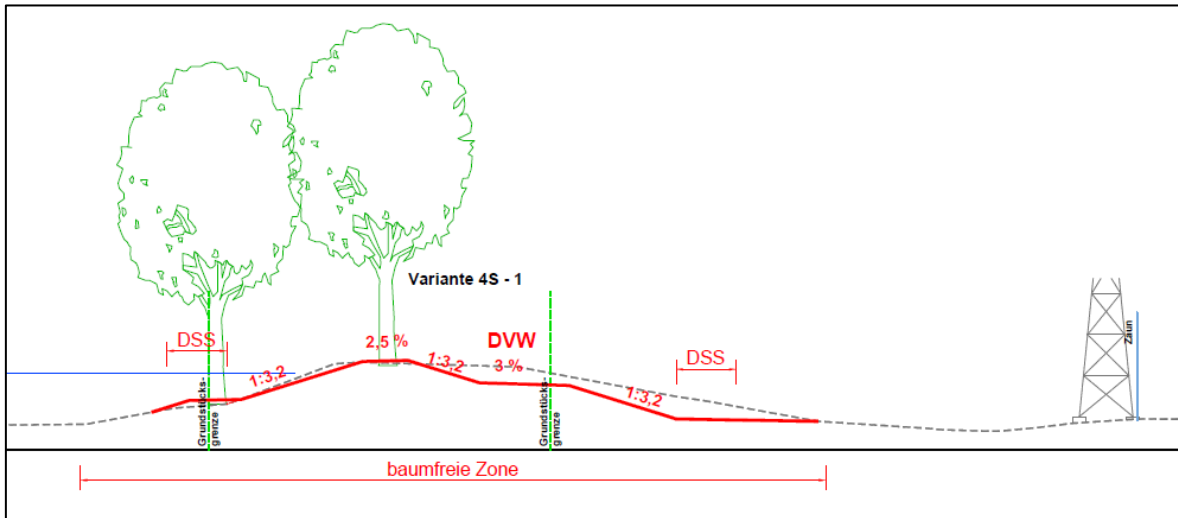 Variante 4S - 1
DSS
2,5 %
DVW
1:3,2
1:3,2
3 %
DSS
1:3,2
Grundstücks-
grenze
Grundstücks-
grenze
Zaun
baumfreie Zone